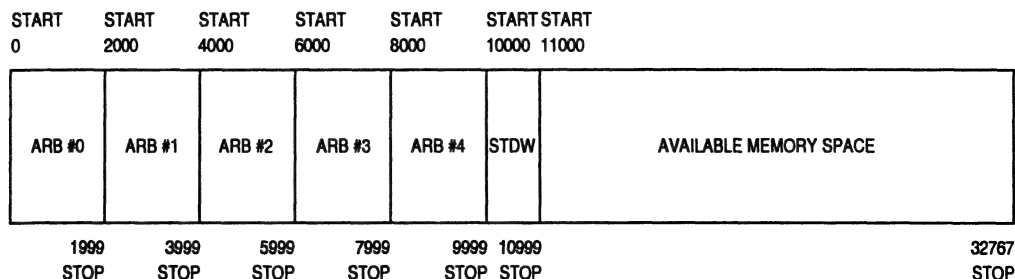 START START START START START START START
0 2000 4000 6000 8000 10000 11000
ARB #0 ARB #1 ARB #2 ARB #3 ARB #4 STDW AVAILABLE MEMORY SPACE
1999 3999 5999 7999 9999 10999 32767
STOP STOP STOP STOP STOP STOP STOP